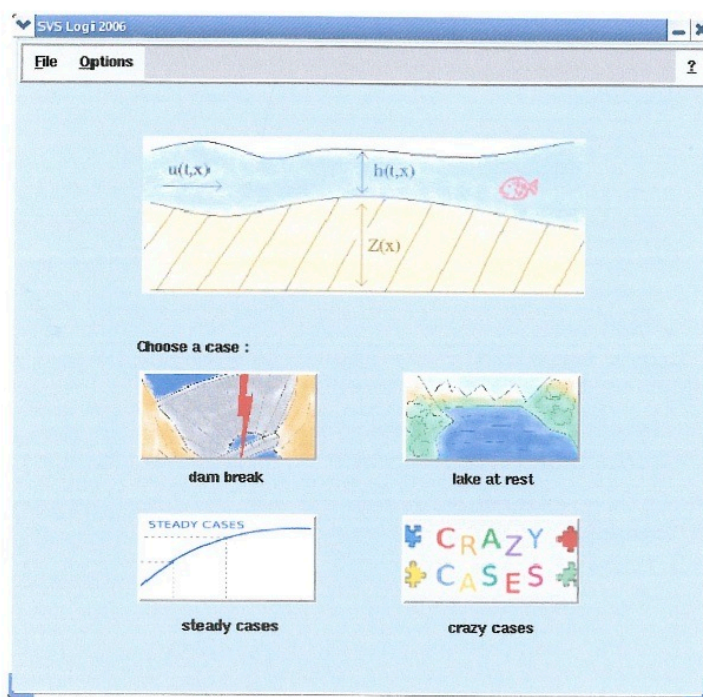 SVS Logi 2006
File Options ?
u(t,x)
h(t,x)
Z(x)
Choose a case :
dam break
lake at rest
STEADY CASES
CRAZY
CASES
steady cases
crazy cases